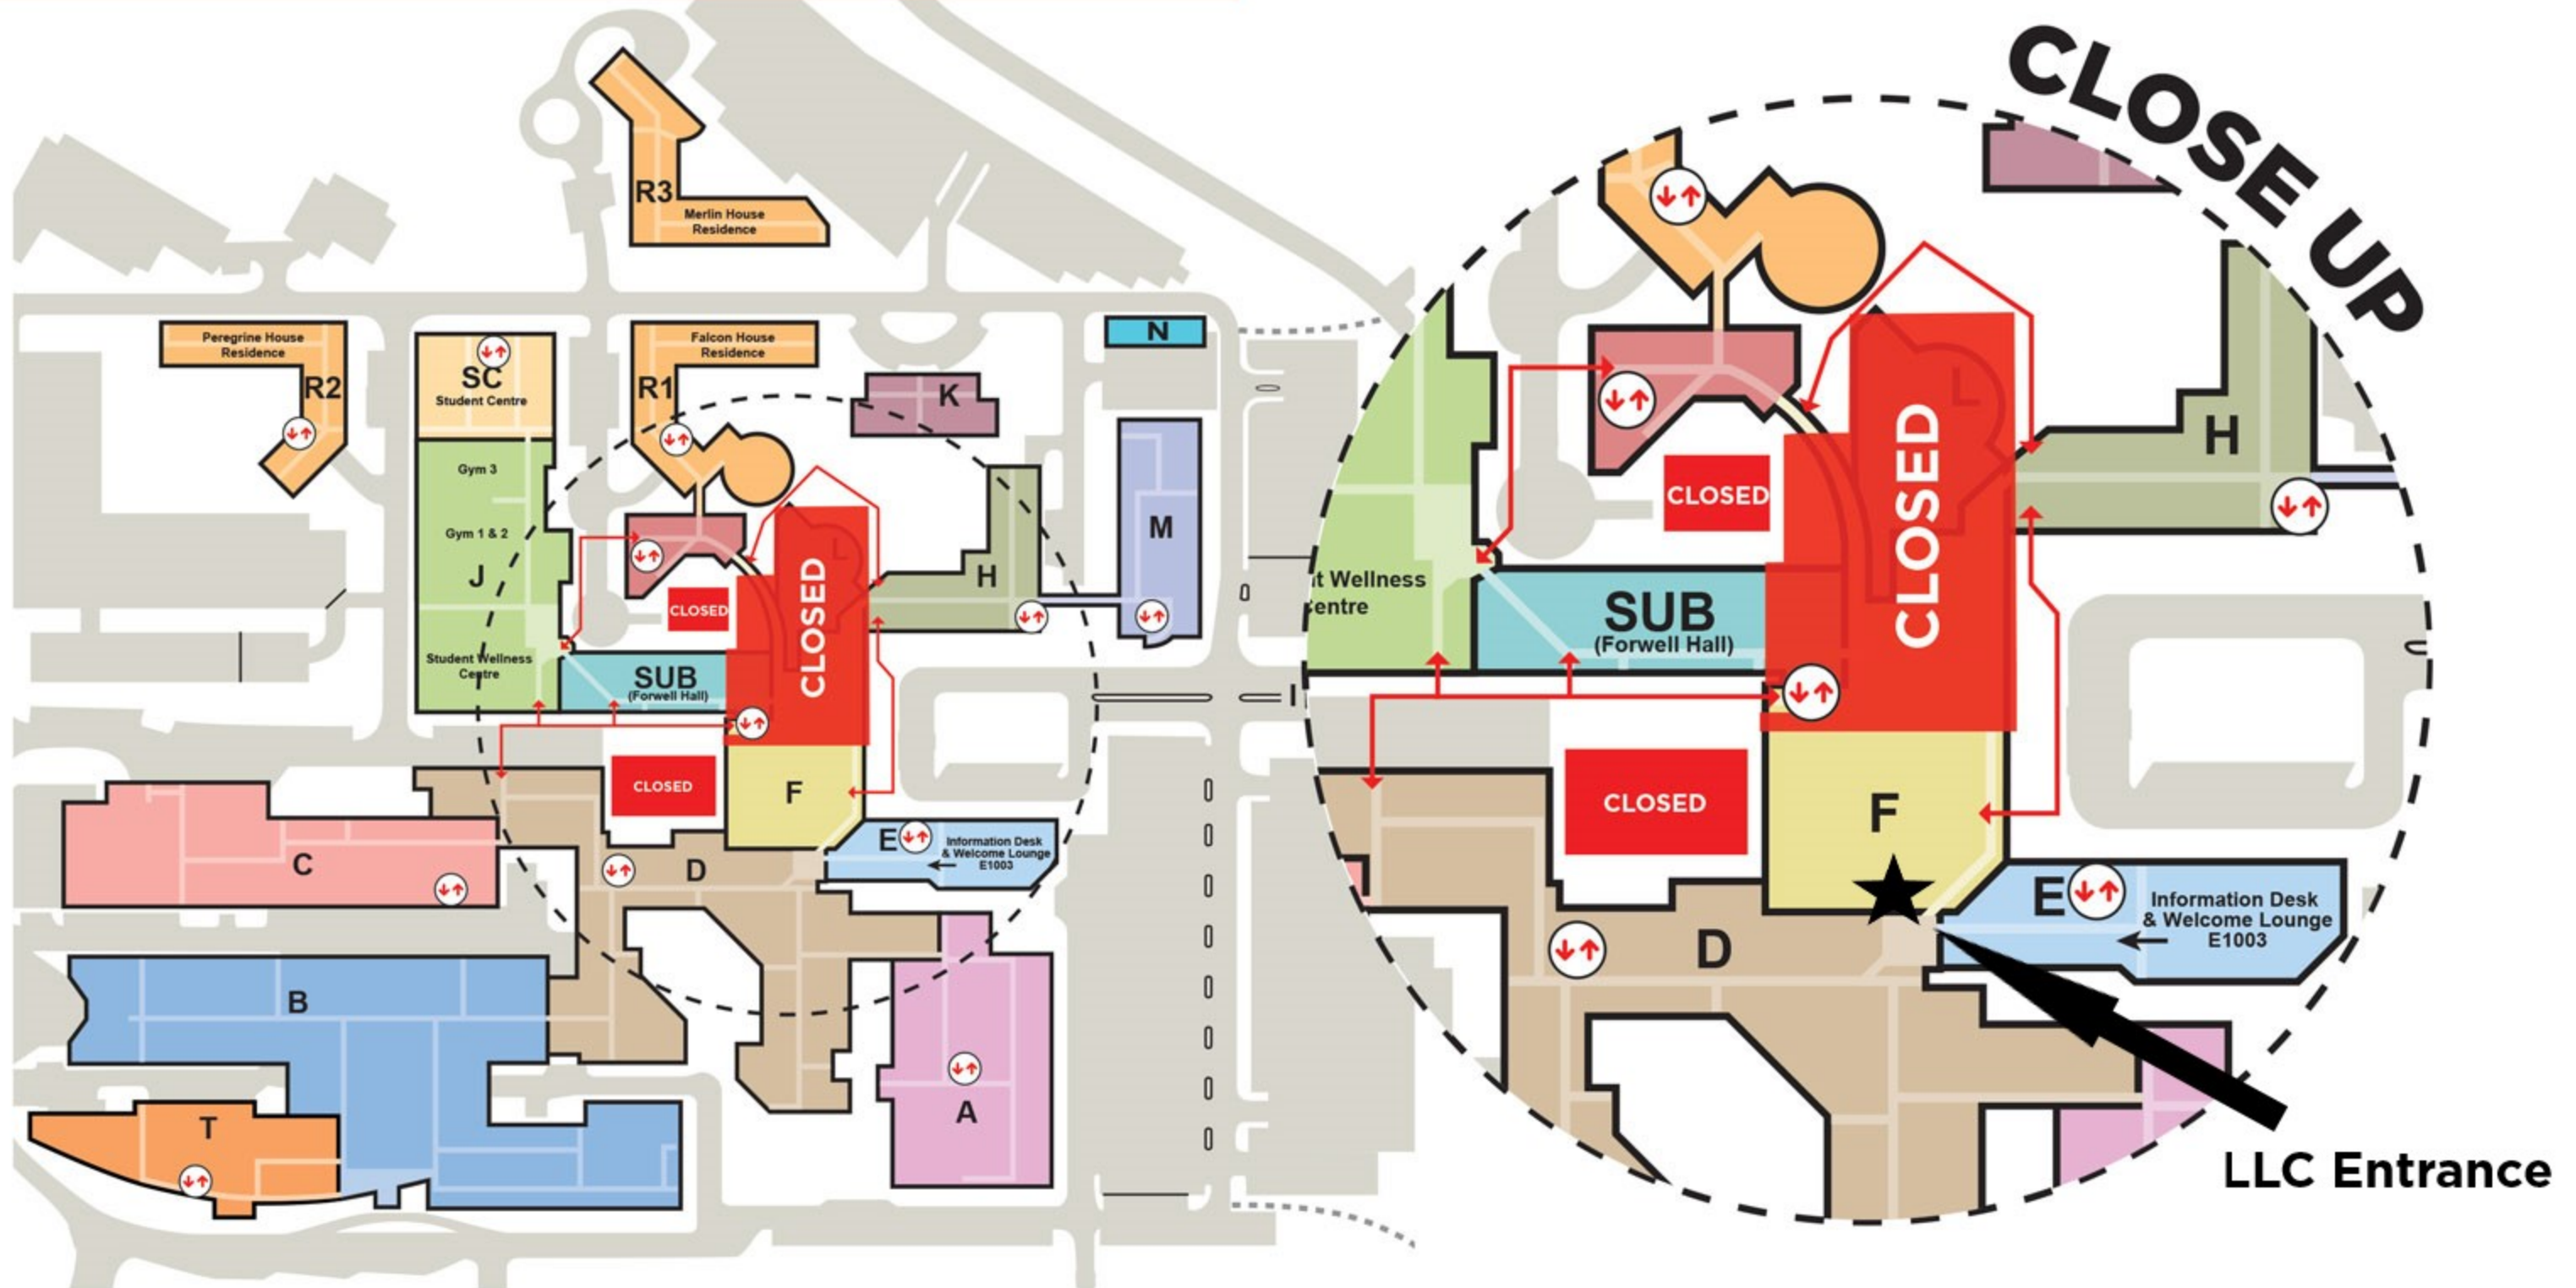 R3
Merlin House
Residence
Peregrine House
Residence
R2
SC
Student Centre
Falcon House
Residence
R1
K
N
Gym 3
Gym 1 & 2
J
Student Wellness
Centre
L
CLOSED
CLOSED
H
M
SUB
(Forwell Hall)
CLOSED
F
E
Information Desk
& Welcome Lounge
E1003
C
D
B
T
A
CLOSE UP
L
CLOSED
CLOSED
H
t Wellness
entre
SUB
(Forwell Hall)
CLOSED
F
E
Information Desk
& Welcome Lounge
E1003
D
LLC Entrance